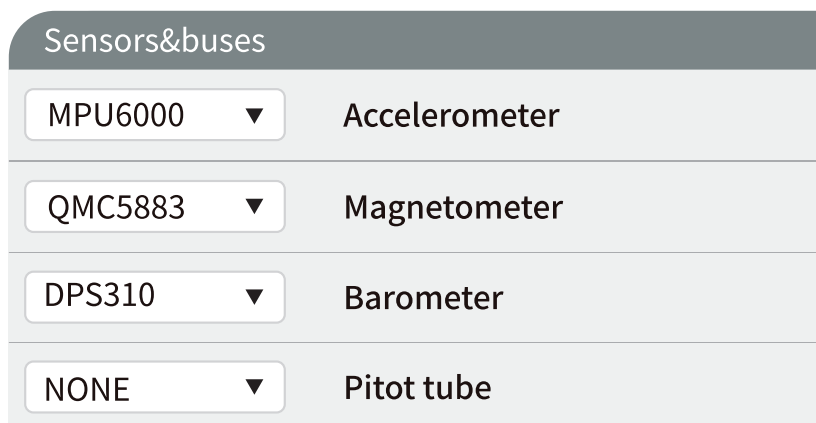 Sensors&buses
MPU6000 ▼ Accelerometer
QMC5883 ▼ Magnetometer
DPS310 ▼ Barometer
NONE ▼ Pitot tube